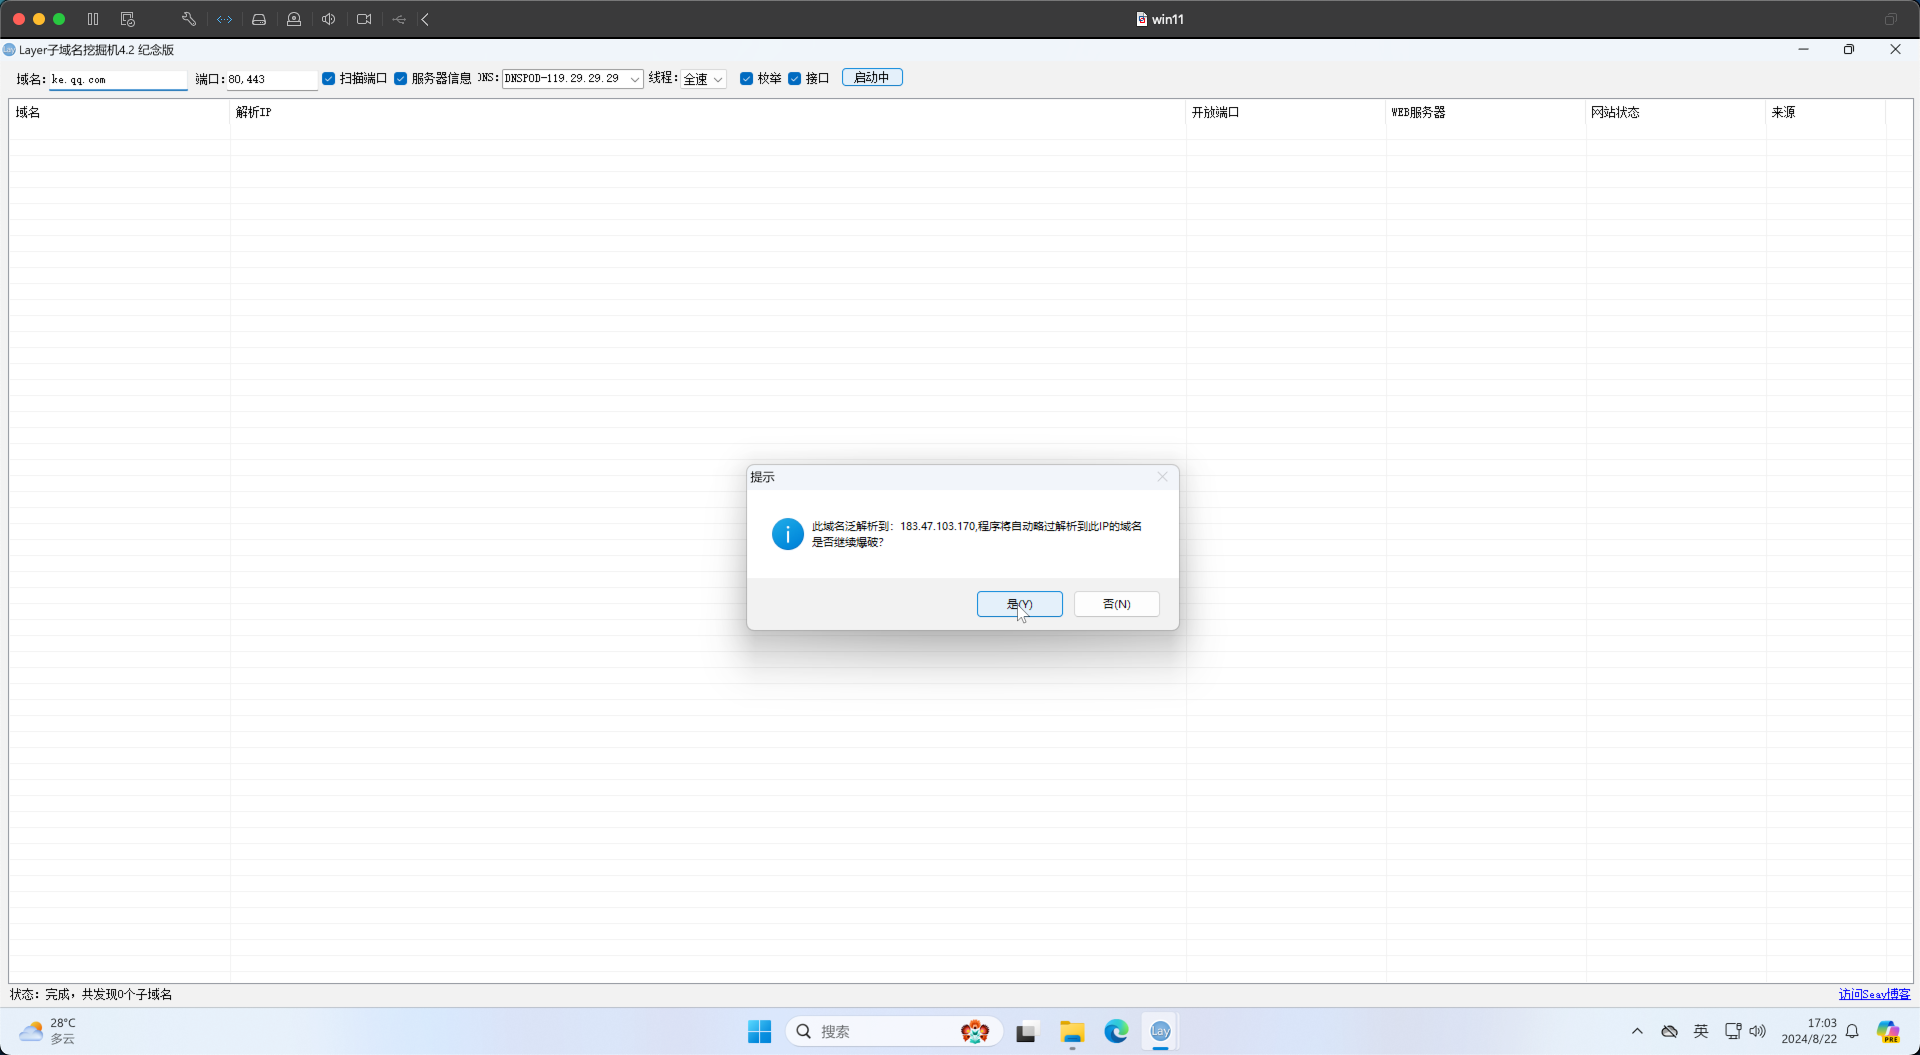 win11
Layer子域名挖掘机4.2 纪念版
域名: ke.qq.com 端口: 80,443 扫描端口 服务器信息 DNS: DNSPOD-119.29.29.29 线程: 全速 枚举 接口 启动中
域名 解析IP 开放端口 WEB服务器 网站状态 来源
提示
此域名泛解析到：183.47.103.170,程序将自动略过解析到此IP的域名
是否继续爆破?
是(Y) 否(N)
状态：完成，共发现0个子域名 访问Seay博客
28°C
多云
搜索
Lay
英
17:03
2024/8/22
PRE